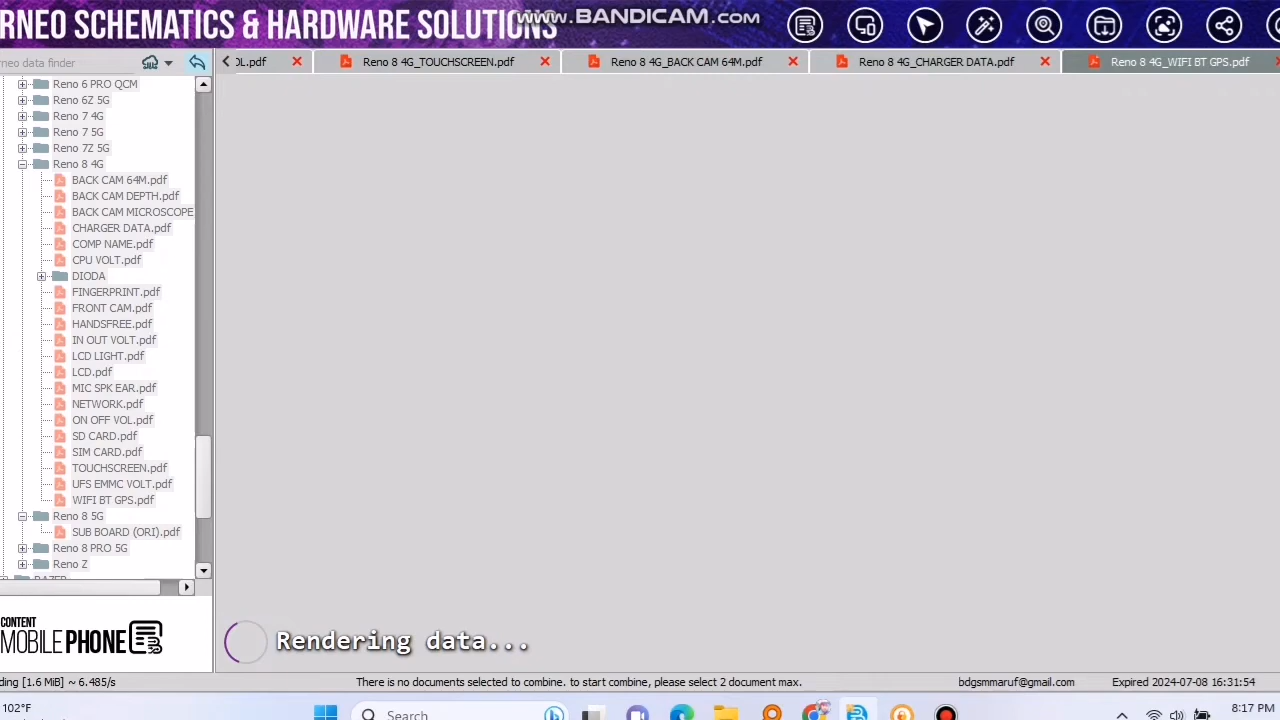 RNEO SCHEMATICS & HARDWARE SOLUTIONS
www.BANDICAM.com
rneo data finder
OL.pdf
Reno 8 4G_TOUCHSCREEN.pdf
Reno 8 4G_BACK CAM 64M.pdf
Reno 8 4G_CHARGER DATA.pdf
Reno 8 4G_WIFI BT GPS.pdf
Reno 6 PRO QCM
Reno 6Z 5G
Reno 7 4G
Reno 7 5G
Reno 7Z 5G
Reno 8 4G
BACK CAM 64M.pdf
BACK CAM DEPTH.pdf
BACK CAM MICROSCOPE
CHARGER DATA.pdf
COMP NAME.pdf
CPU VOLT.pdf
DIODA
FINGERPRINT.pdf
FRONT CAM.pdf
HANDSFREE.pdf
IN OUT VOLT.pdf
LCD LIGHT.pdf
LCD.pdf
MIC SPK EAR.pdf
NETWORK.pdf
ON OFF VOL.pdf
SD CARD.pdf
SIM CARD.pdf
TOUCHSCREEN.pdf
UFS EMMC VOLT.pdf
WIFI BT GPS.pdf
Reno 8 5G
SUB BOARD (ORI).pdf
Reno 8 PRO 5G
Reno Z
CONTENT
MOBILEPHONE
Rendering data...
ding [1.6 MiB] ~ 6.485/s
There is no documents selected to combine. to start combine, please select 2 document max.
bdgsmmaruf@gmail.com
Expired 2024-07-08 16:31:54
102°F
Search
8:17 PM